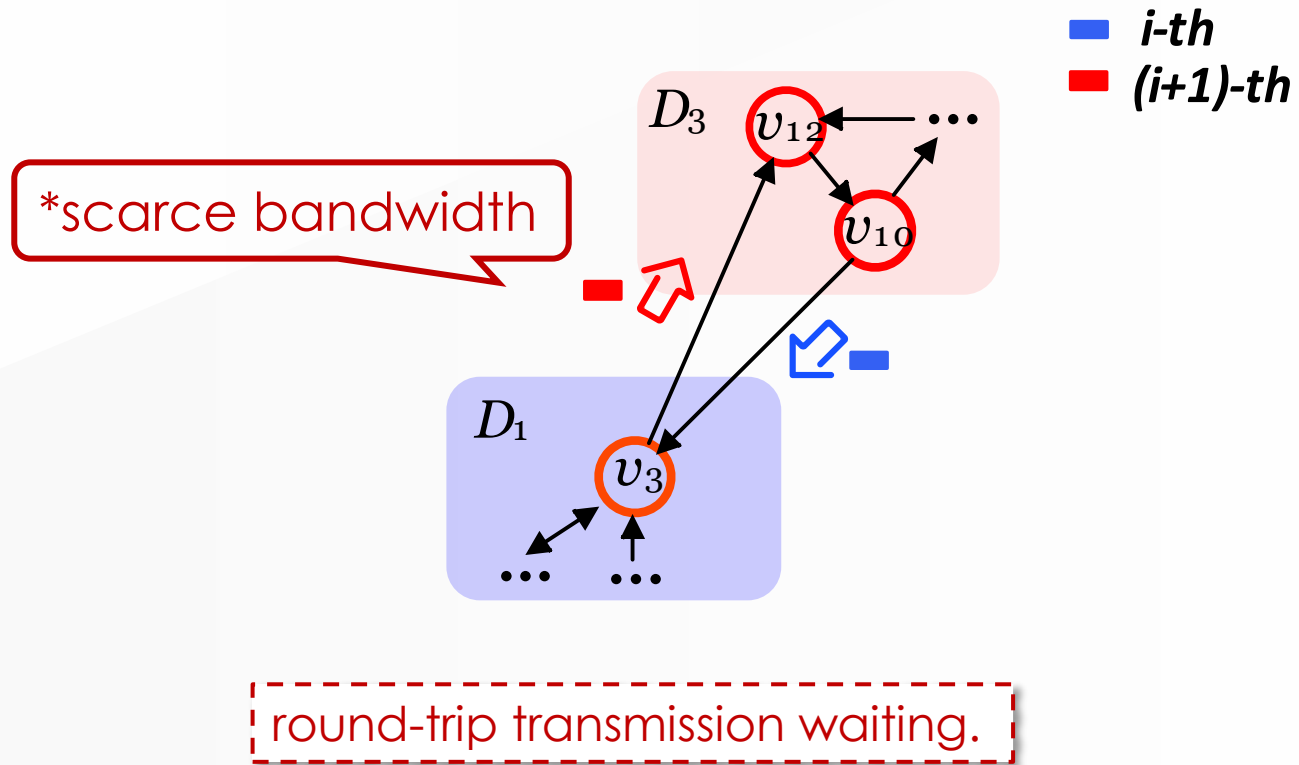 i-th
(i+1)-th
D₃
v₁₂
...
*scarce bandwidth
v₁₀
D₁
v₃
... ...
round-trip transmission waiting.